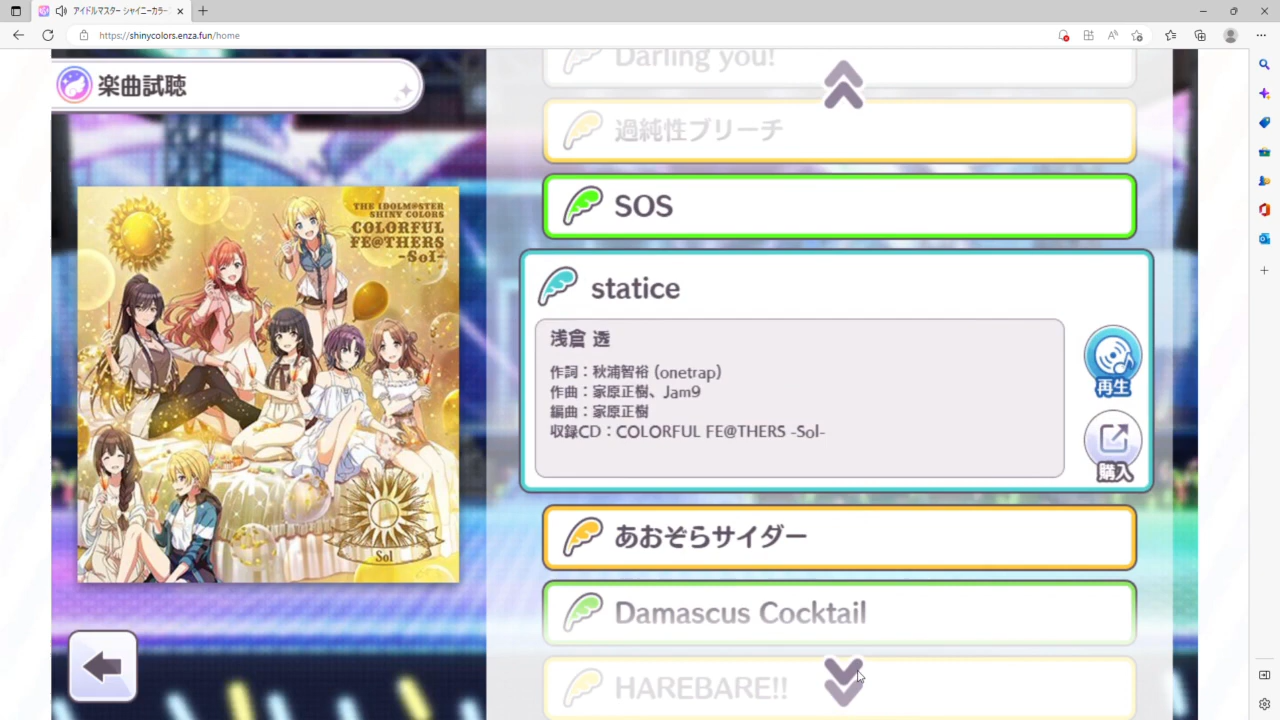 アイドルマスター シャイニーカラー
https://shinycolors.enza.fun/home
楽曲試聴
THE IDOLM@STER
SHINY COLORS
COLORFUL
FE@THERS
-Sol-
Sol
Darling you!
過純性ブリーチ
SOS
statice
浅倉 透
作詞：秋浦智裕 (onetrap)
作曲：家原正樹、Jam9
編曲：家原正樹
収録CD：COLORFUL FE@THERS -Sol-
再生
購入
あおぞらサイダー
Damascus Cocktail
HAREBARE!!